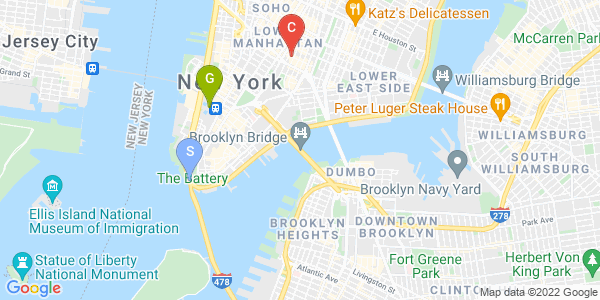 SOHO
Katz's Delicatessen
McCarren Park
Jersey City
LOWER
MANHATTAN
C
E Houston St
Grand St
New York
G
LOWER
EAST SIDE
Williamsburg Bridge
NEW JERSEY
NEW YORK
Peter Luger Steak House
Brooklyn Bridge
WILLIAMSBURG
S
The Battery
DUMBO
SOUTH
WILLIAMSBURG
Brooklyn Navy Yard
Ellis Island National
Museum of Immigration
BROOKLYN
HEIGHTS
DOWNTOWN
BROOKLYN
278
Park Ave
Statue of Liberty
National Monument
478
Atlantic Ave
Livingston St
Fort Greene
Park
Herbert Von
King Park
CLINTON
Google
Map data ©2022 Google